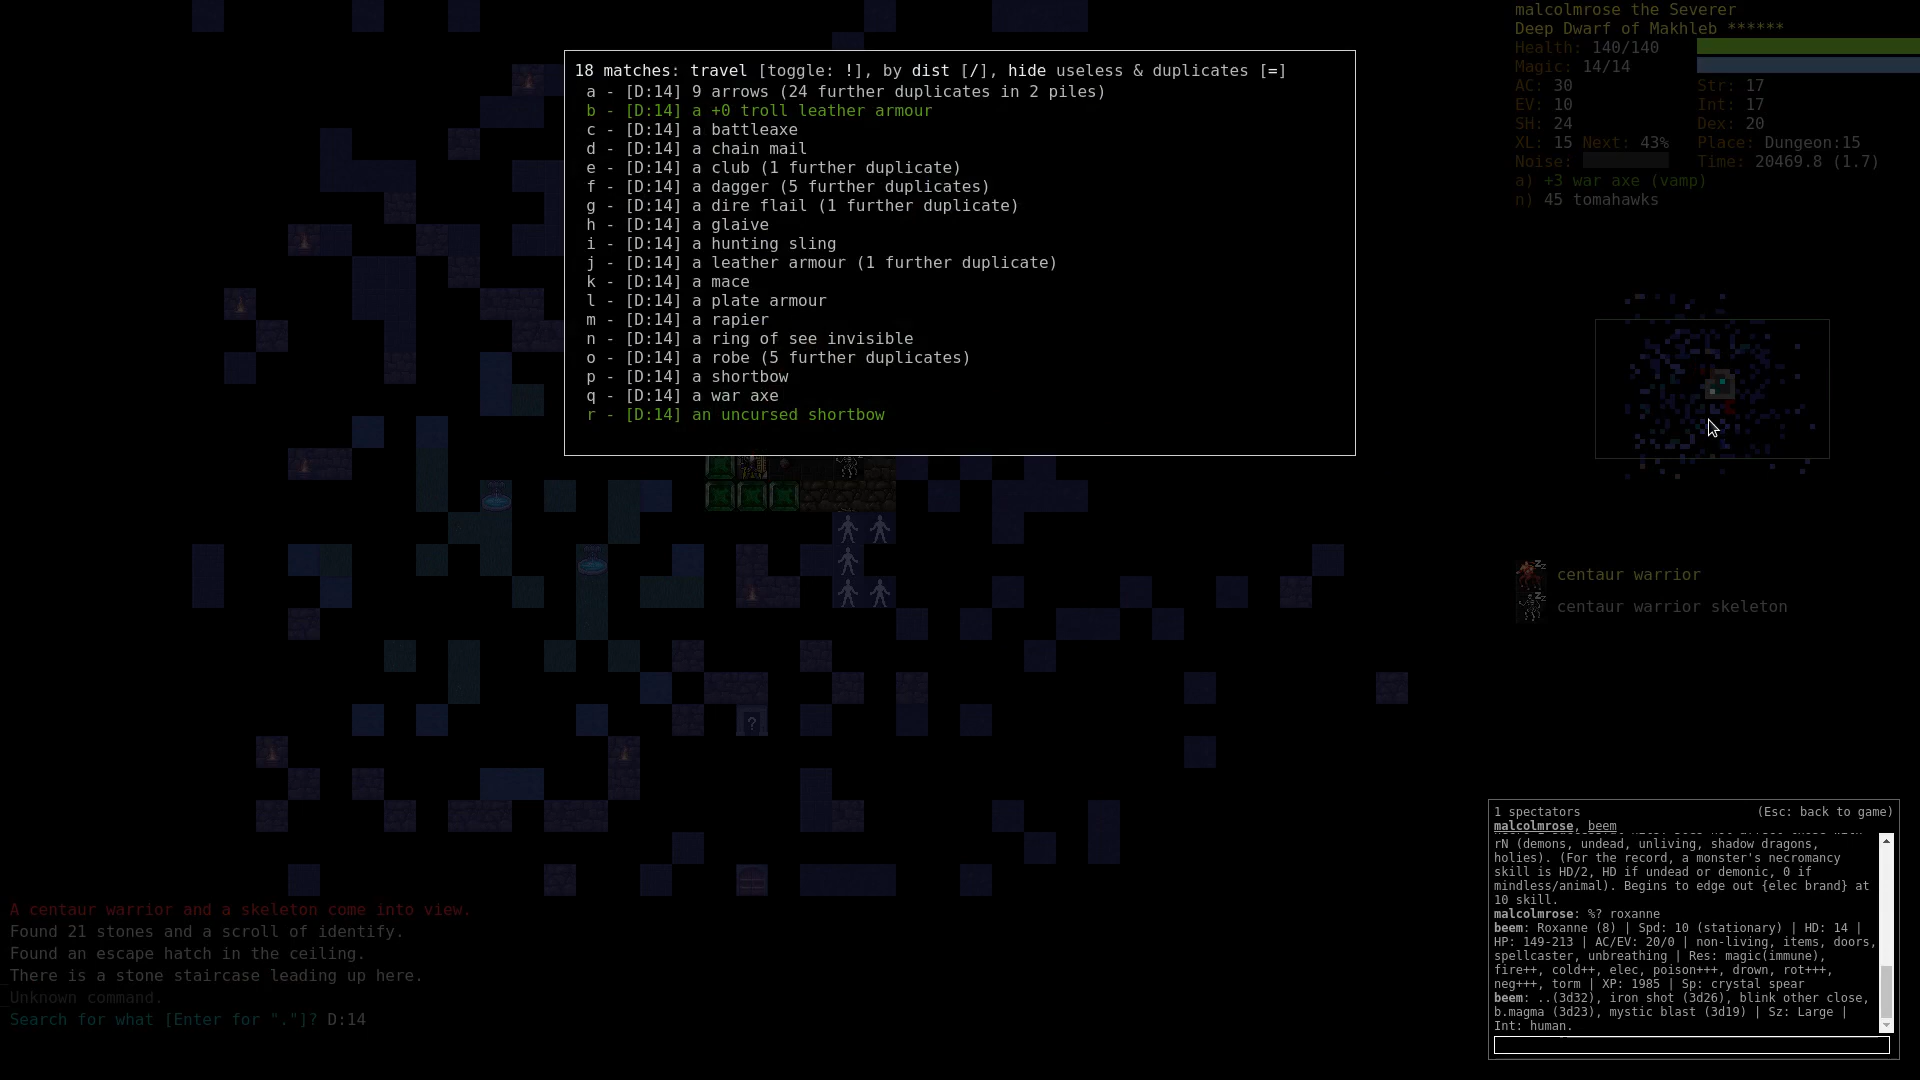 18 matches: travel [toggle: !], by dist [/], hide useless & duplicates [=]
a - [D:14] 9 arrows (24 further duplicates in 2 piles)
b - [D:14] a +0 troll leather armour
c - [D:14] a battleaxe
d - [D:14] a chain mail
e - [D:14] a club (1 further duplicate)
f - [D:14] a dagger (5 further duplicates)
g - [D:14] a dire flail (1 further duplicate)
h - [D:14] a glaive
i - [D:14] a hunting sling
j - [D:14] a leather armour (1 further duplicate)
k - [D:14] a mace
l - [D:14] a plate armour
m - [D:14] a rapier
n - [D:14] a ring of see invisible
o - [D:14] a robe (5 further duplicates)
p - [D:14] a shortbow
q - [D:14] a war axe
r - [D:14] an uncursed shortbow
malcolmrose the Severer
Deep Dwarf of Makhleb ******
Health: 140/140
Magic: 14/14
AC: 30 Str: 17
EV: 10 Int: 17
SH: 24 Dex: 20
XL: 15 Next: 43% Place: Dungeon:15
Noise: Time: 20469.8 (1.7)
a) +3 war axe (vamp)
n) 45 tomahawks
centaur warrior
centaur warrior skeleton
?
A centaur warrior and a skeleton come into view.
Found 21 stones and a scroll of identify.
Found an escape hatch in the ceiling.
_There is a stone staircase leading up here.
_Unknown command.
Search for what [Enter for "."]? D:14
1 spectators (Esc: back to game)
malcolmrose, beem
rN (demons, undead, unliving, shadow dragons,
holies). (For the record, a monster's necromancy
skill is HD/2, HD if undead or demonic, 0 if
mindless/animal). Begins to edge out {elec brand} at
10 skill.
malcolmrose: %? roxanne
beem: Roxanne (8) | Spd: 10 (stationary) | HD: 14 |
HP: 149-213 | AC/EV: 20/0 | non-living, items, doors,
spellcaster, unbreathing | Res: magic(immune),
fire++, cold++, elec, poison+++, drown, rot+++,
neg+++, torm | XP: 1985 | Sp: crystal spear
beem: ..(3d32), iron shot (3d26), blink other close,
b.magma (3d23), mystic blast (3d19) | Sz: Large |
Int: human.